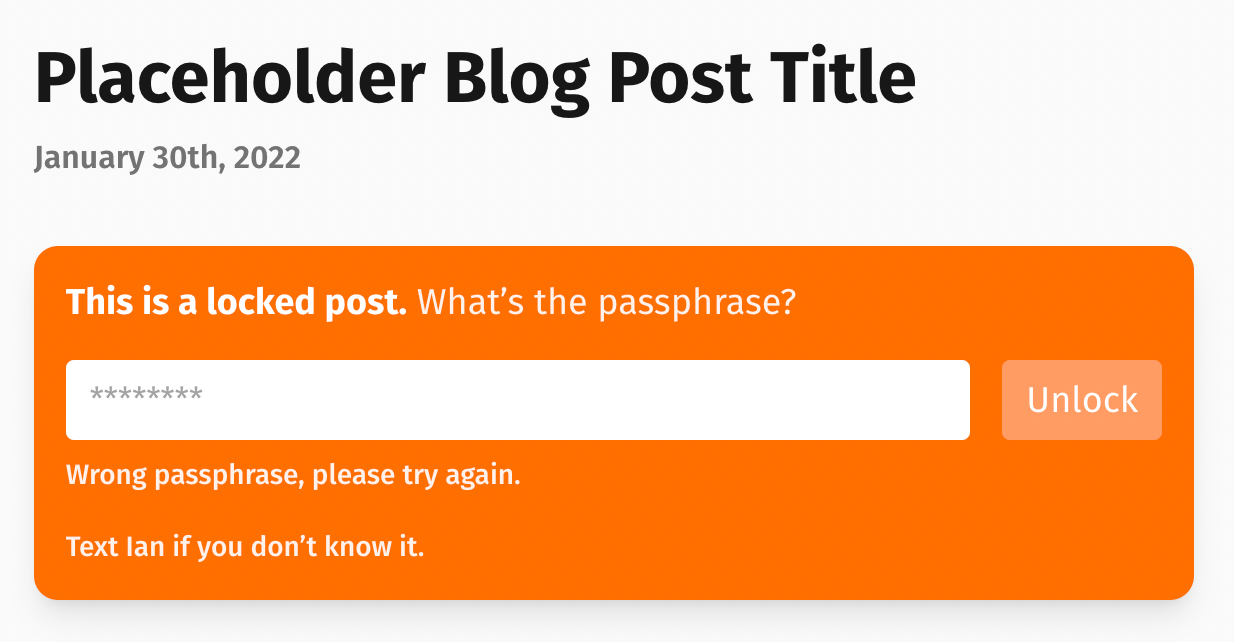 Placeholder Blog Post Title
January 30th, 2022
This is a locked post. What’s the passphrase?
********
Unlock
Wrong passphrase, please try again.
Text Ian if you don’t know it.